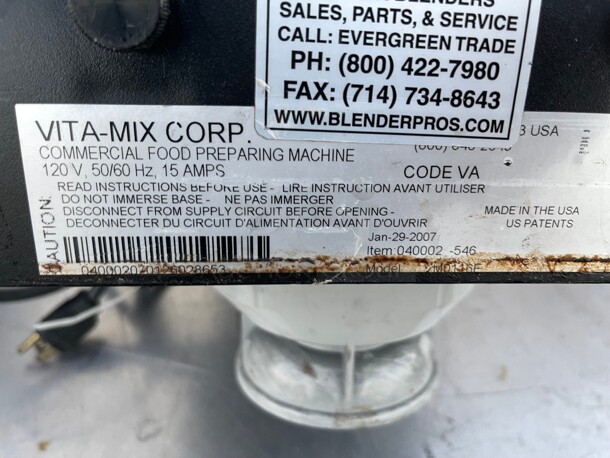 BLENDERS
SALES, PARTS, & SERVICE
CALL: EVERGREEN TRADE
PH: (800) 422-7980
FAX: (714) 734-8643
WWW.BLENDERPROS.COM
VITA-MIX CORP.
USA
COMMERCIAL FOOD PREPARING MACHINE
120 V, 50/60 Hz, 15 AMPS
CODE VA
CAUTION:
READ INSTRUCTIONS BEFORE USE - LIRE INSTRUCTION AVANT UTILISER
DO NOT IMMERSE BASE - NE PAS IMMERGER
DISCONNECT FROM SUPPLY CIRCUIT BEFORE OPENING -
DECONNECTER DU CIRCUIT D'ALIMENTATION AVANT D'OUVRIR
MADE IN THE USA
US PATENTS
Jan-29-2007
Item: 040002 -546
Model